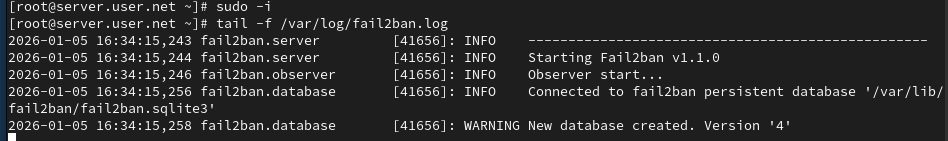 [root@server.user.net ~]# sudo -i
[root@server.user.net ~]# tail -f /var/log/fail2ban.log
2026-01-05 16:34:15,243 fail2ban.server         [41656]: INFO    --------------------------------------------------
2026-01-05 16:34:15,244 fail2ban.server         [41656]: INFO    Starting Fail2ban v1.1.0
2026-01-05 16:34:15,246 fail2ban.observer       [41656]: INFO    Observer start...
2026-01-05 16:34:15,256 fail2ban.database       [41656]: INFO    Connected to fail2ban persistent database '/var/lib/
fail2ban/fail2ban.sqlite3'
2026-01-05 16:34:15,258 fail2ban.database       [41656]: WARNING New database created. Version '4'